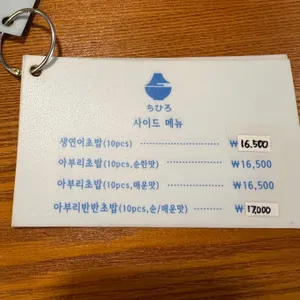 ちひろ
사이드 메뉴
생연어초밥(10pcs) ₩16,500
아부리초밥(10pcs,순한맛) ₩16,500
아부리초밥(10pcs,매운맛) ₩16,500
아부리반반초밥(10pcs,순/매운맛) ₩17,000